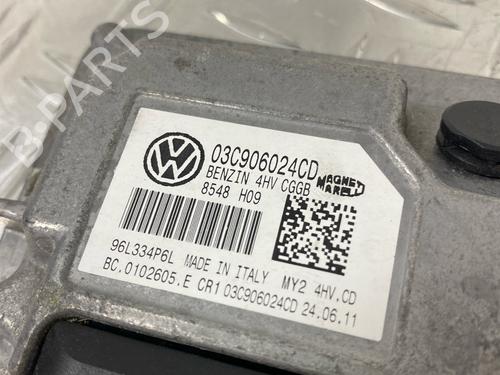 03C906024CD
BENZIN 4HV CGGB
MAGNETI
MARELLI
8548 H09
96L334P6L MADE IN ITALY MY2 4HV.CD
BC.0102605.E CR1 03C906024CD 24.06.11
B-PARTS